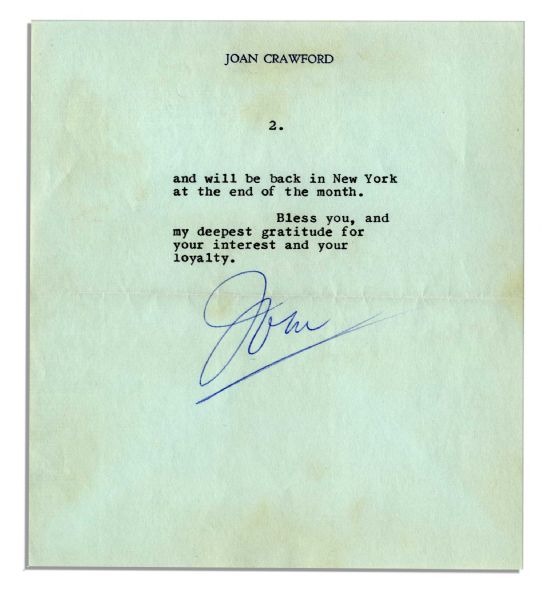 JOAN CRAWFORD
2.
and will be back in New York
at the end of the month.
Bless you, and
my deepest gratitude for
your interest and your
loyalty.
Joan